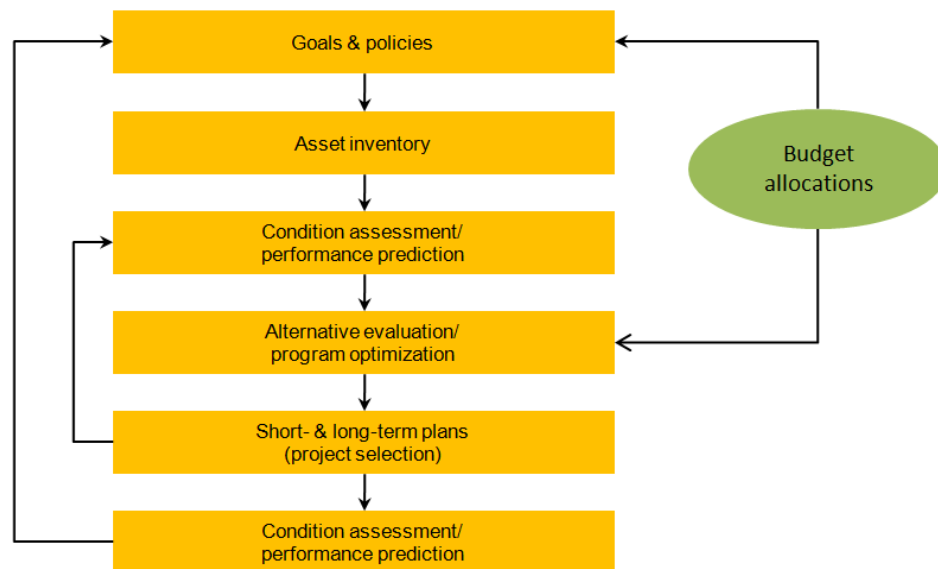 Goals & policies
Asset inventory
Budget
allocations
Condition assessment/
performance prediction
Alternative evaluation/
program optimization
Short- & long-term plans
(project selection)
Condition assessment/
performance prediction